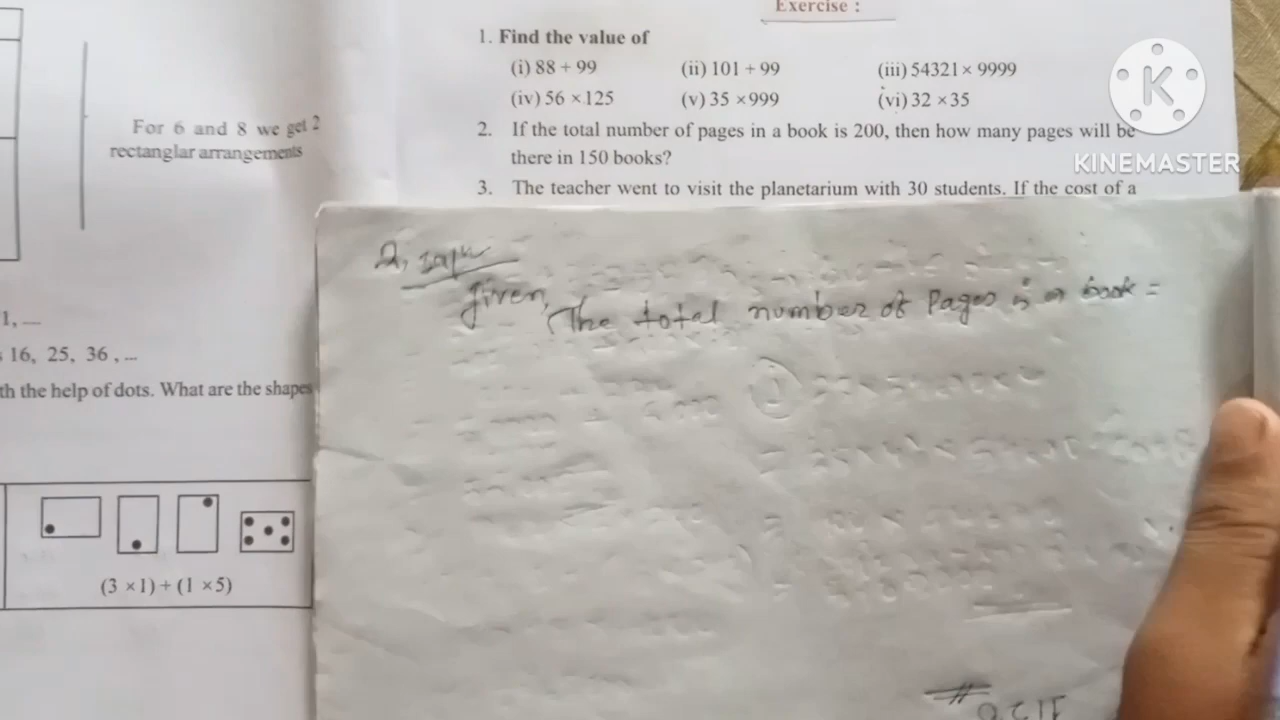 Exercise :
1. Find the value of
(i) 88 + 99 (ii) 101 + 99 (iii) 54321 × 9999
(iv) 56 × 125 (v) 35 × 999 (vi) 32 × 35
2. If the total number of pages in a book is 200, then how many pages will be
there in 150 books?
3. The teacher went to visit the planetarium with 30 students. If the cost of a
For 6 and 8 we get 2
rectanglar arrangements
1, ...
16, 25, 36 , ...
th the help of dots. What are the shapes
(3 × 1) + (1 × 5)
K
KINEMASTER
2,
given, The total number of Pages is a book =